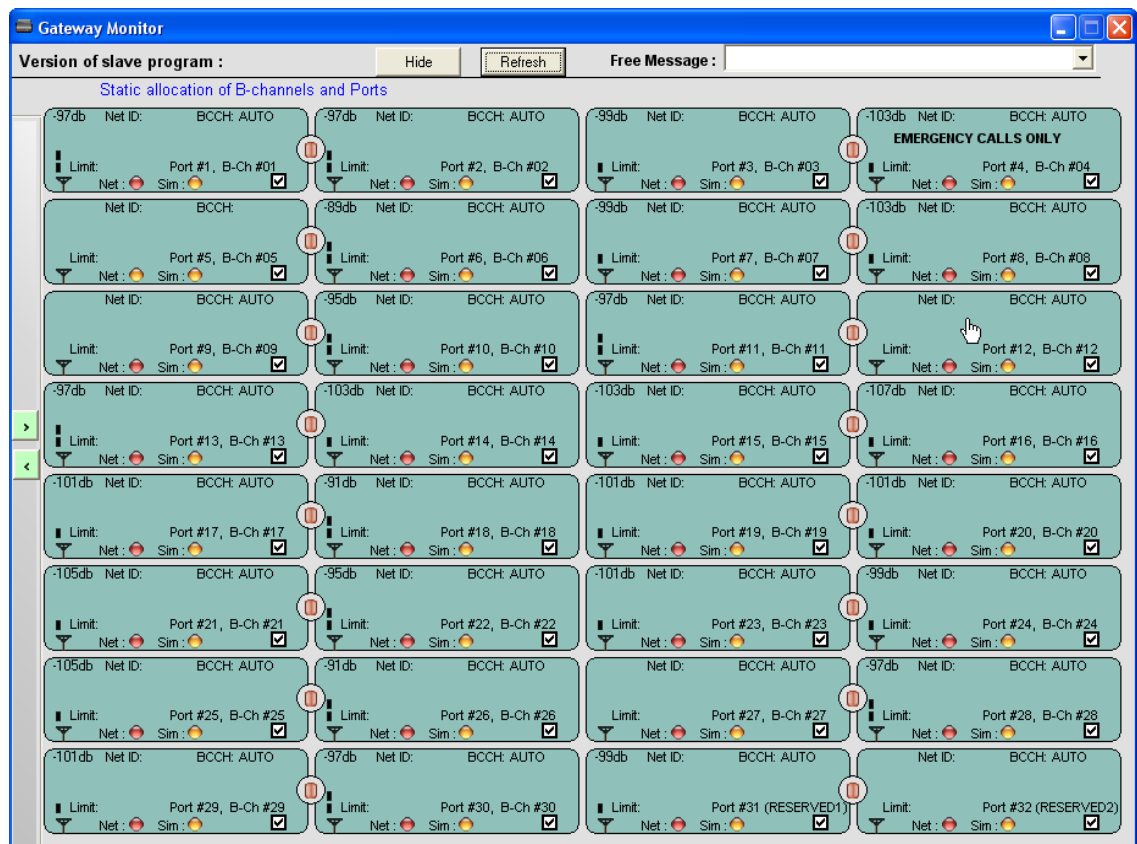 Gateway Monitor
Version of slave program : Hide Refresh Free Message :
Static allocation of B-channels and Ports
-97db Net ID: BCCH: AUTO -97db Net ID: BCCH: AUTO -99db Net ID: BCCH: AUTO -103db Net ID: BCCH: AUTO
EMERGENCY CALLS ONLY
Limit: Port #1, B-Ch #01 Limit: Port #2, B-Ch #02 Limit: Port #3, B-Ch #03 Limit: Port #4, B-Ch #04
Net : Sim : Net : Sim : Net : Sim : Net : Sim :
Net ID: BCCH: -89db Net ID: BCCH: AUTO -99db Net ID: BCCH: AUTO -103db Net ID: BCCH: AUTO
Limit: Port #5, B-Ch #05 Limit: Port #6, B-Ch #06 Limit: Port #7, B-Ch #07 Limit: Port #8, B-Ch #08
Net : Sim : Net : Sim : Net : Sim : Net : Sim :
Net ID: BCCH: AUTO -95db Net ID: BCCH: AUTO -97db Net ID: BCCH: AUTO Net ID: BCCH: AUTO
Limit: Port #9, B-Ch #09 Limit: Port #10, B-Ch #10 Limit: Port #11, B-Ch #11 Limit: Port #12, B-Ch #12
Net : Sim : Net : Sim : Net : Sim : Net : Sim :
-97db Net ID: BCCH: AUTO -103db Net ID: BCCH: AUTO -103db Net ID: BCCH: AUTO -107db Net ID: BCCH: AUTO
Limit: Port #13, B-Ch #13 Limit: Port #14, B-Ch #14 Limit: Port #15, B-Ch #15 Limit: Port #16, B-Ch #16
Net : Sim : Net : Sim : Net : Sim : Net : Sim :
-101db Net ID: BCCH: AUTO -91db Net ID: BCCH: AUTO -101db Net ID: BCCH: AUTO -101db Net ID: BCCH: AUTO
Limit: Port #17, B-Ch #17 Limit: Port #18, B-Ch #18 Limit: Port #19, B-Ch #19 Limit: Port #20, B-Ch #20
Net : Sim : Net : Sim : Net : Sim : Net : Sim :
-105db Net ID: BCCH: AUTO -95db Net ID: BCCH: AUTO -101db Net ID: BCCH: AUTO -99db Net ID: BCCH: AUTO
Limit: Port #21, B-Ch #21 Limit: Port #22, B-Ch #22 Limit: Port #23, B-Ch #23 Limit: Port #24, B-Ch #24
Net : Sim : Net : Sim : Net : Sim : Net : Sim :
-105db Net ID: BCCH: AUTO -91db Net ID: BCCH: AUTO Net ID: BCCH: AUTO -97db Net ID: BCCH: AUTO
Limit: Port #25, B-Ch #25 Limit: Port #26, B-Ch #26 Limit: Port #27, B-Ch #27 Limit: Port #28, B-Ch #28
Net : Sim : Net : Sim : Net : Sim : Net : Sim :
-101db Net ID: BCCH: AUTO -97db Net ID: BCCH: AUTO -99db Net ID: BCCH: AUTO Net ID: BCCH: AUTO
Limit: Port #29, B-Ch #29 Limit: Port #30, B-Ch #30 Limit: Port #31 (RESERVED1) Limit: Port #32 (RESERVED2)
Net : Sim : Net : Sim : Net : Sim : Net : Sim :